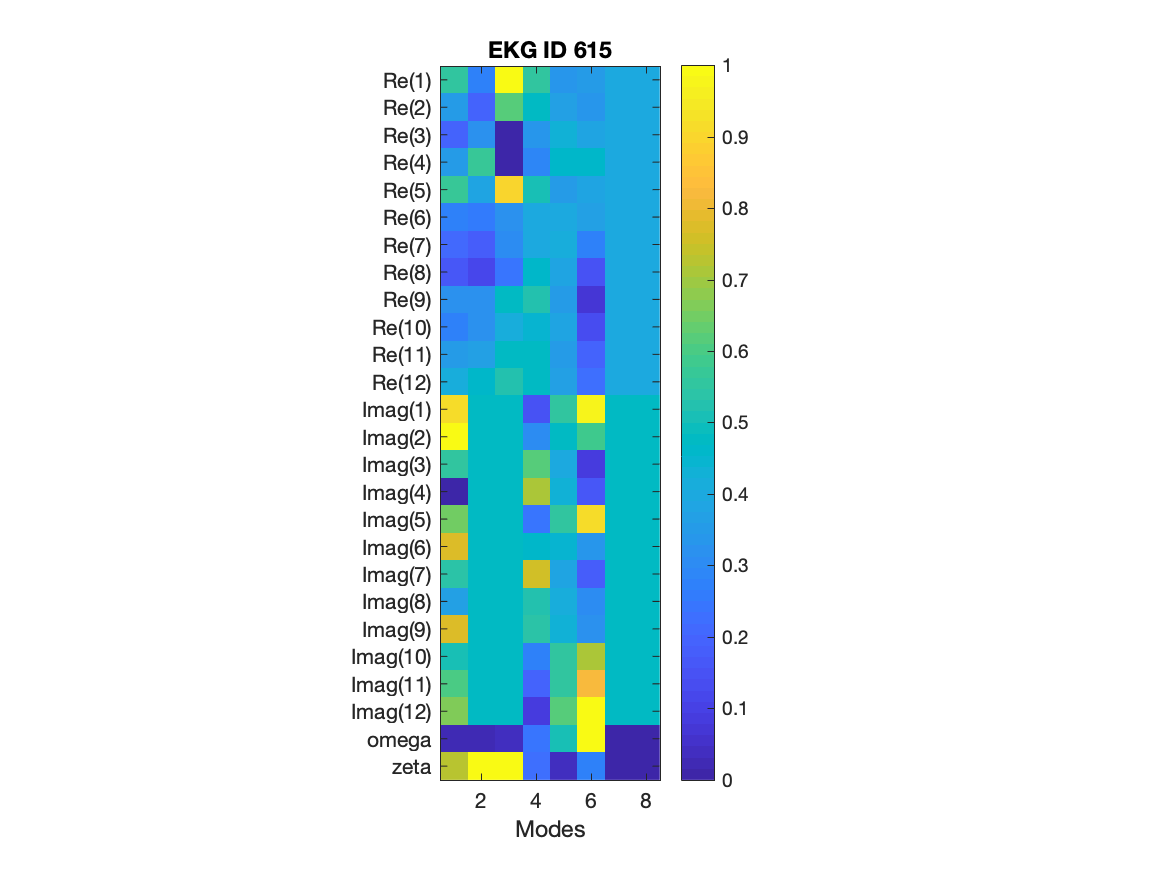 EKG ID 615
Re(1)
Re(2)
Re(3)
Re(4)
Re(5)
Re(6)
Re(7)
Re(8)
Re(9)
Re(10)
Re(11)
Re(12)
Imag(1)
Imag(2)
Imag(3)
Imag(4)
Imag(5)
Imag(6)
Imag(7)
Imag(8)
Imag(9)
Imag(10)
Imag(11)
Imag(12)
omega
zeta
2 4 6 8
Modes
1
0.9
0.8
0.7
0.6
0.5
0.4
0.3
0.2
0.1
0